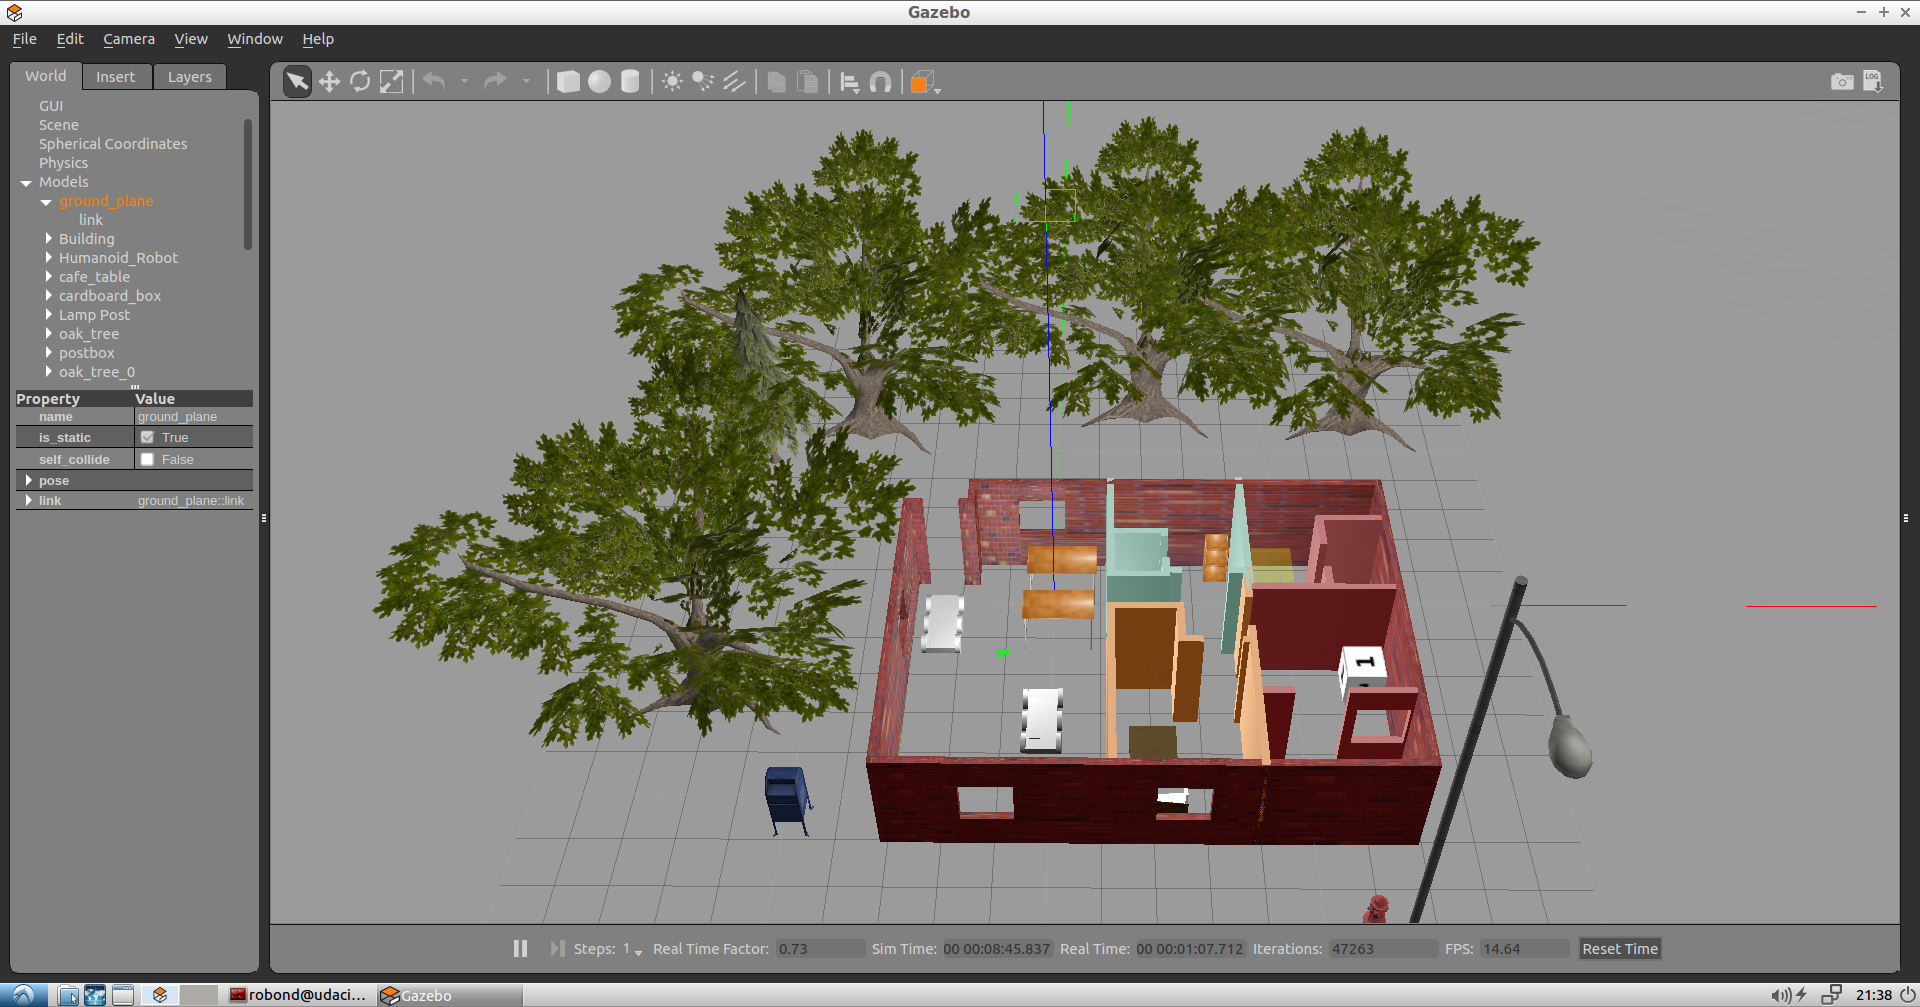 Gazebo
File Edit Camera View Window Help
World Insert Layers
GUI
Scene
Spherical Coordinates
Physics
Models
ground_plane
link
Building
Humanoid_Robot
cafe_table
cardboard_box
Lamp Post
oak_tree
postbox
oak_tree_0
Property Value
name ground_plane
is_static True
self_collide False
pose
link ground_plane::link
LOG
1
Steps: 1 Real Time Factor: 0.73 Sim Time: 00 00:08:45.837 Real Time: 00 00:01:07.712 Iterations: 47263 FPS: 14.64 Reset Time
robond@udaci... Gazebo 21:38